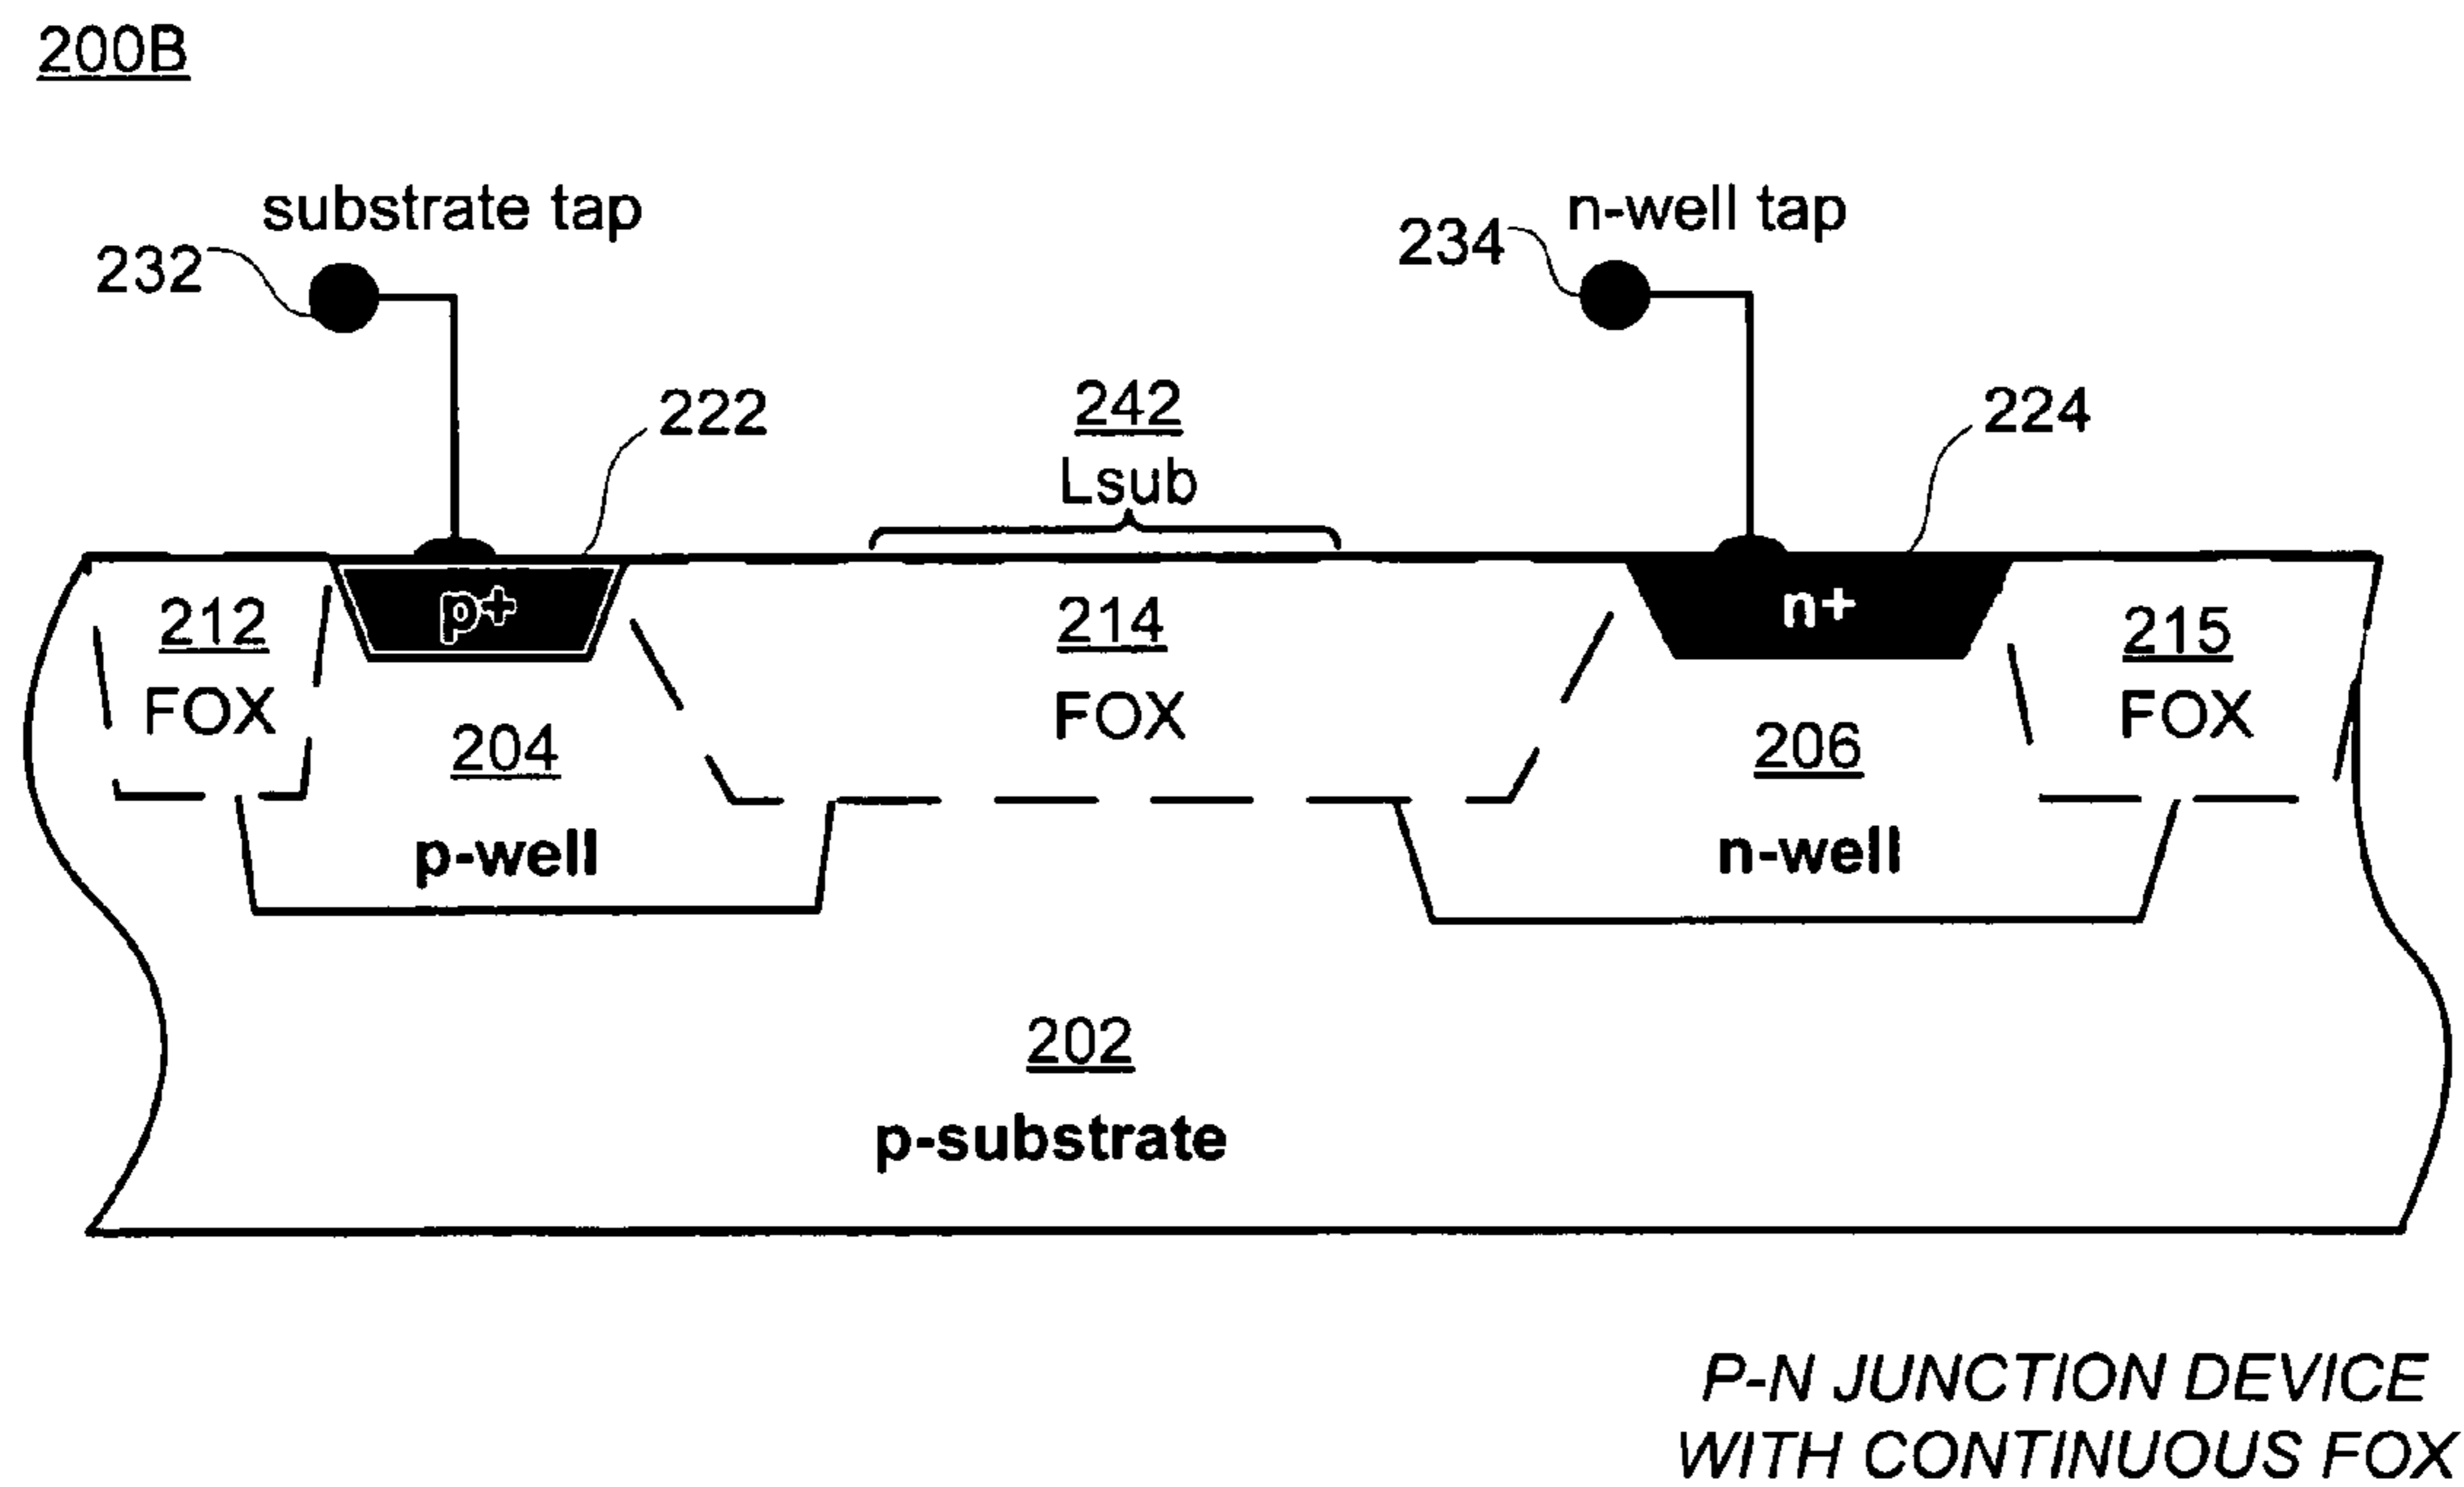 200B
substrate tap
n-well tap
232
234
222
242
224
Lsub
p+
n+
212
214
215
FOX
FOX
FOX
204
206
p-well
n-well
202
p-substrate
P-N JUNCTION DEVICE
WITH CONTINUOUS FOX